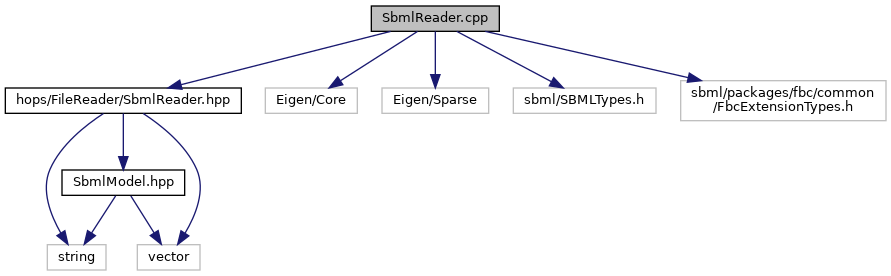 SbmlReader.cpp
hops/FileReader/SbmlReader.hpp
Eigen/Core
Eigen/Sparse
sbml/SBMLTypes.h
sbml/packages/fbc/common
/FbcExtensionTypes.h
SbmlModel.hpp
string
vector